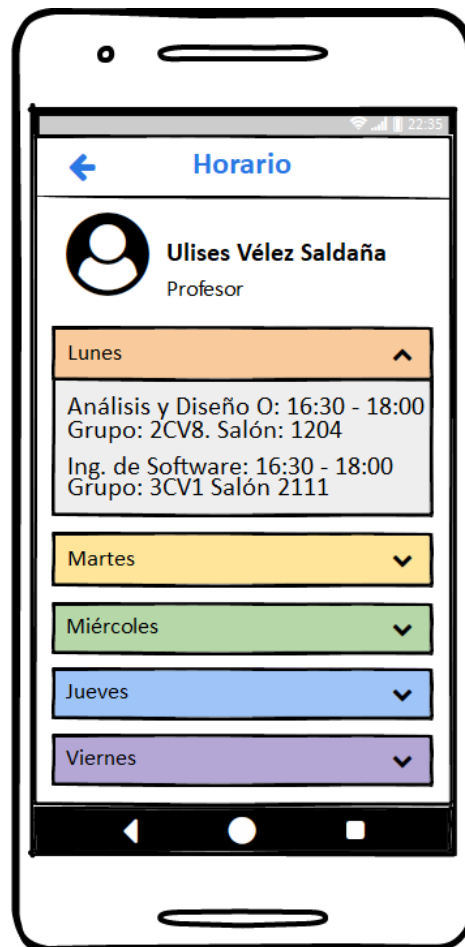 22:35
Horario
Ulises Vélez Saldaña
Profesor
Lunes
Análisis y Diseño O: 16:30 - 18:00
Grupo: 2CV8. Salón: 1204
Ing. de Software: 16:30 - 18:00
Grupo: 3CV1 Salón 2111
Martes
Miércoles
Jueves
Viernes